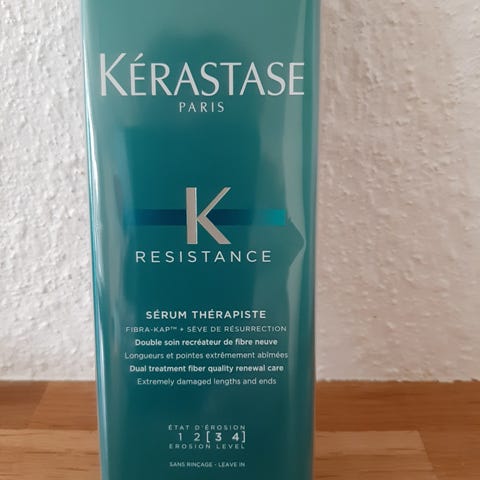 KÉRASTASE
PARIS
K
RESISTANCE
SÉRUM THÉRAPISTE
FIBRA-KAP™ + SÈVE DE RÉSURRECTION
Double soin recréateur de fibre neuve
Longueurs et pointes extrêmement abîmées
Dual treatment fiber quality renewal care
Extremely damaged lengths and ends
ÉTAT D'ÉROSION
1 2 [3 4]
EROSION LEVEL
SANS RINÇAGE - LEAVE IN